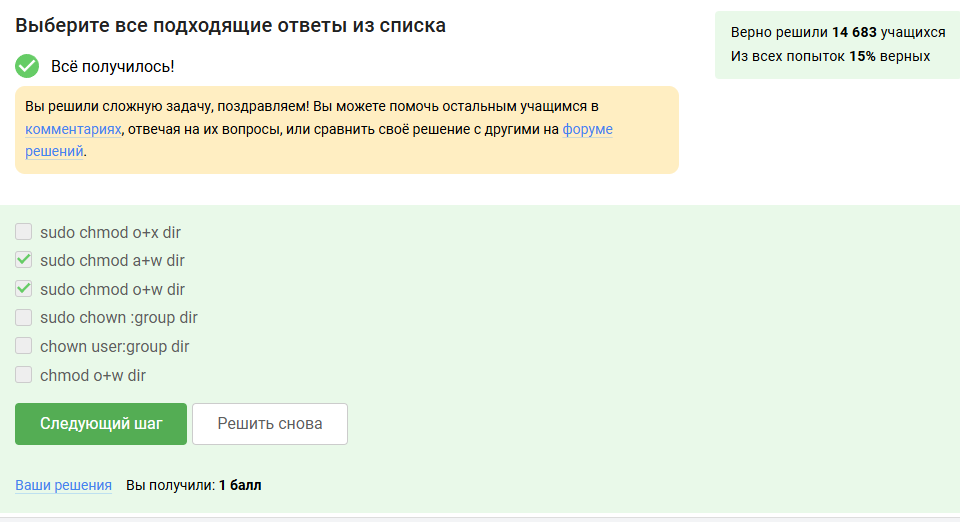 Выберите все подходящие ответы из списка
Верно решили 14 683 учащихся
Из всех попыток 15% верных
Всё получилось!
Вы решили сложную задачу, поздравляем! Вы можете помочь остальным учащимся в
комментариях, отвечая на их вопросы, или сравнить своё решение с другими на форуме
решений.
sudo chmod o+x dir
sudo chmod a+w dir
sudo chmod o+w dir
sudo chown :group dir
chown user:group dir
chmod o+w dir
Следующий шаг
Решить снова
Ваши решения Вы получили: 1 балл